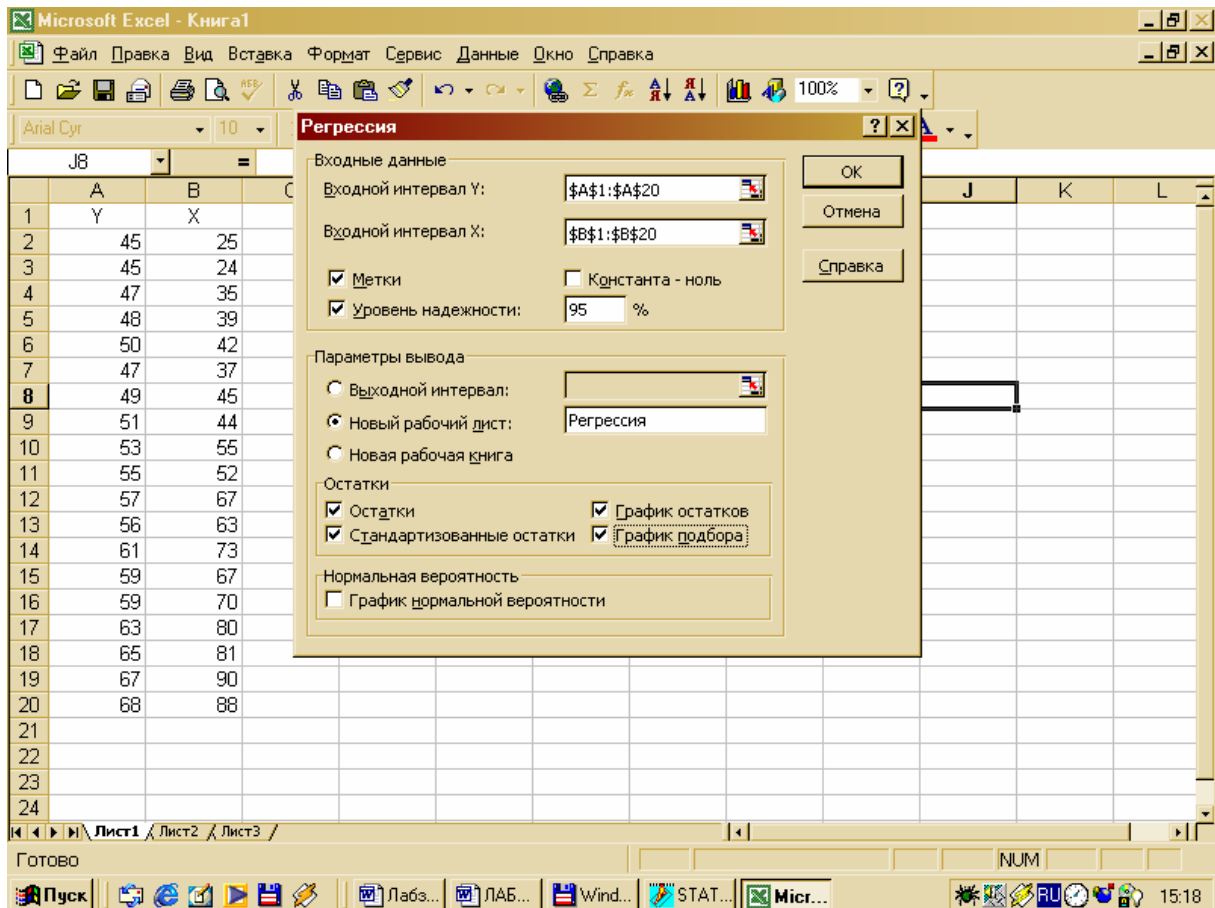 Microsoft Excel - Книга1
Файл Правка Вид Вставка Формат Сервис Данные Окно Справка
100%
Arial Cyr 10
Регрессия
J8 =
A B C J K L
1 Y X
2 45 25
3 45 24
4 47 35
5 48 39
6 50 42
7 47 37
8 49 45
9 51 44
10 53 55
11 55 52
12 57 67
13 56 63
14 61 73
15 59 67
16 59 70
17 63 80
18 65 81
19 67 90
20 68 88
21
22
23
24
Входные данные
Входной интервал Y: $A$1:$A$20
Входной интервал X: $B$1:$B$20
Метки Константа - ноль
Уровень надежности: 95 %
Параметры вывода
Выходной интервал:
Новый рабочий лист: Регрессия
Новая рабочая книга
Остатки
Остатки График остатков
Стандартизованные остатки График подбора
Нормальная вероятность
График нормальной вероятности
OK
Отмена
Справка
Лист1 Лист2 Лист3
Готово NUM
Пуск Лабз... ЛАБ... Wind... STAT... Micr... RU 15:18